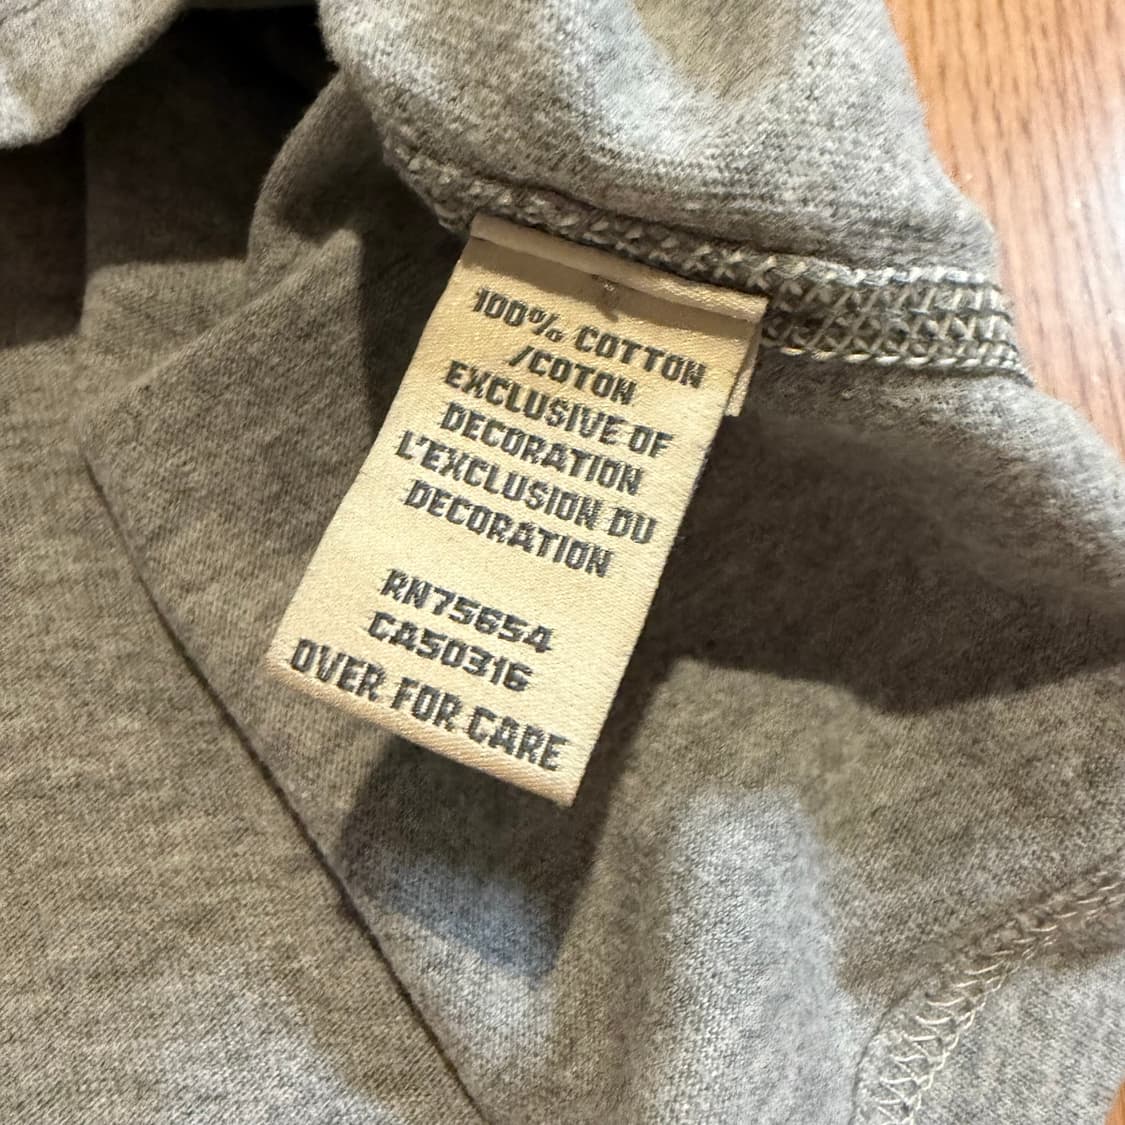 100% COTTON
/COTON
EXCLUSIVE OF
DECORATION
L'EXCLUSION DU
DECORATION
RN75654
CA50316
OVER FOR CARE